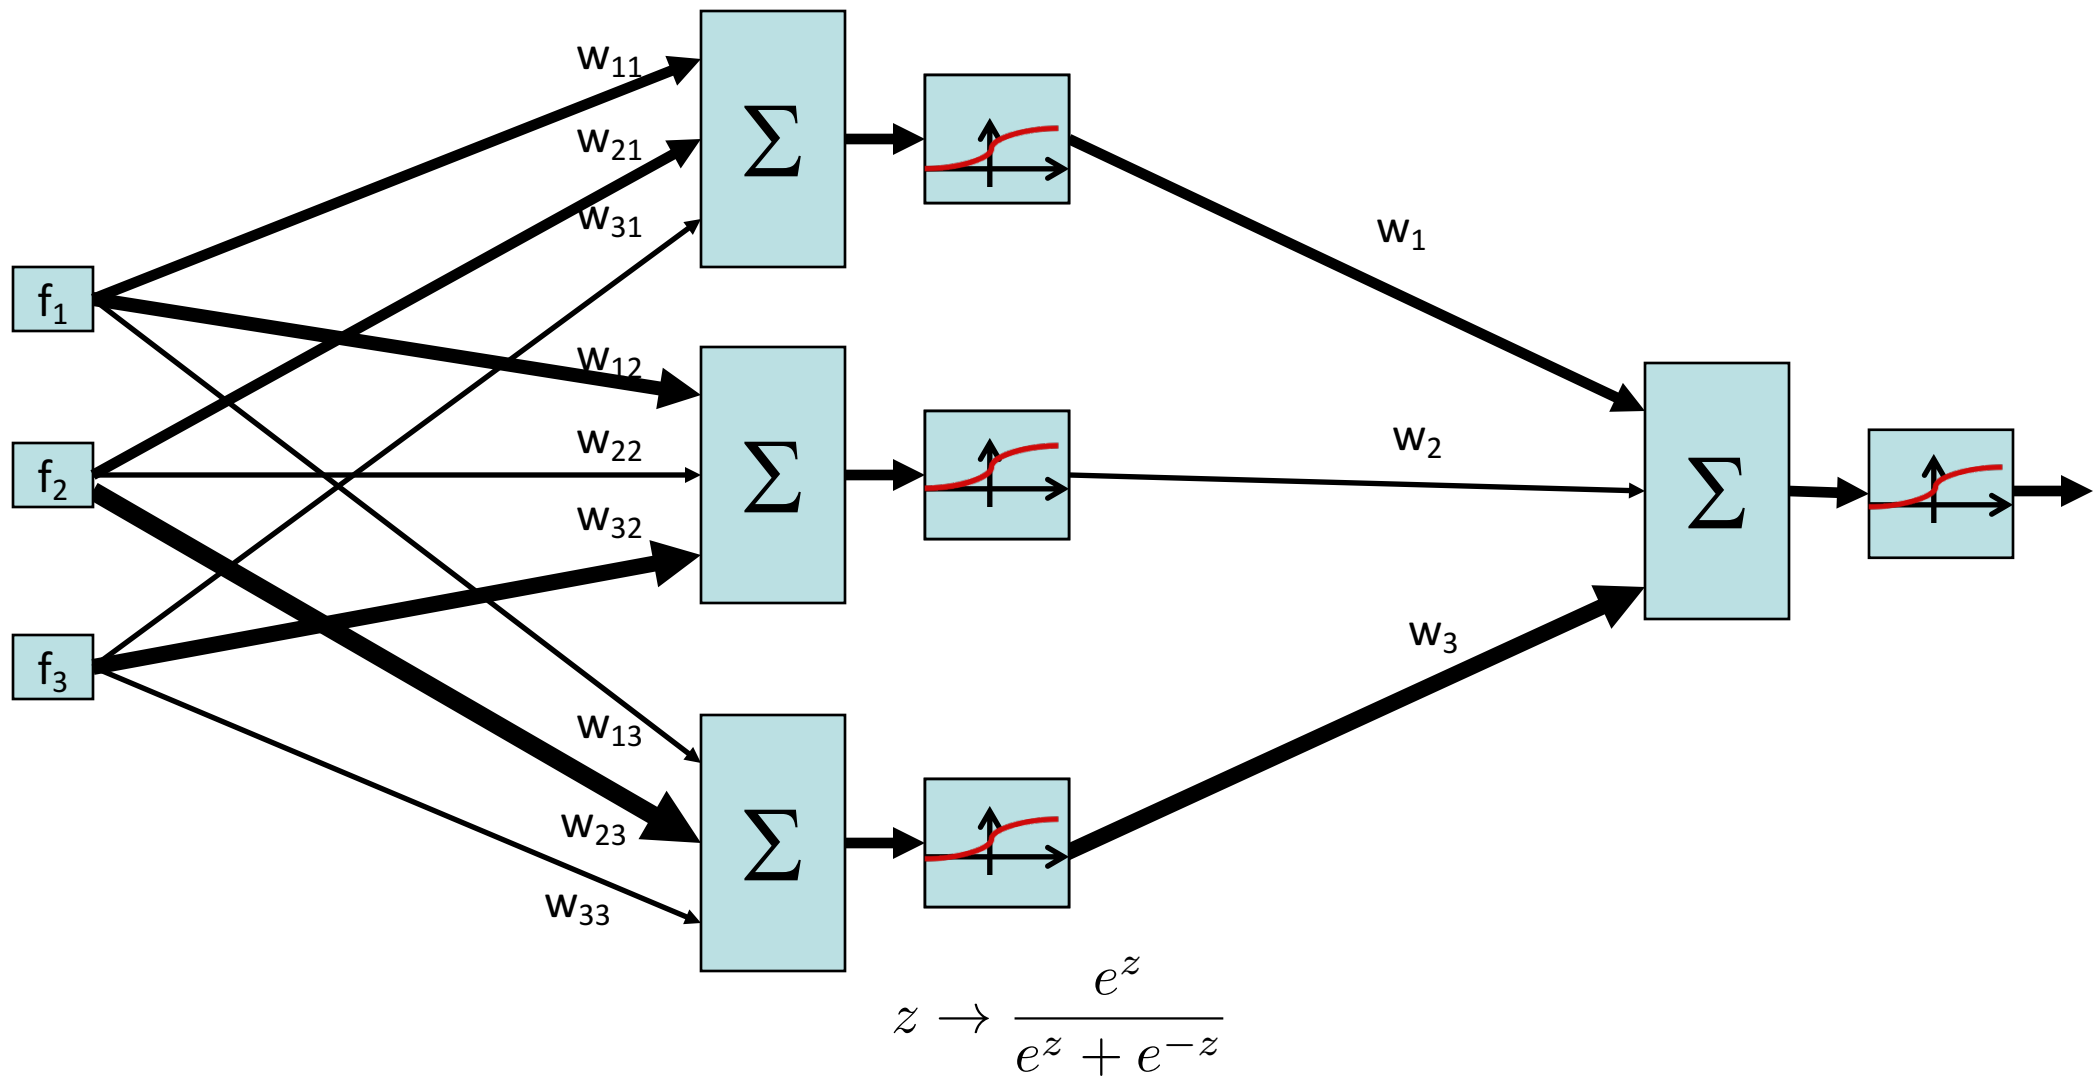 w₁₁
w₂₁
w₃₁
f₁
w₁₂
f₂
w₂₂
w₃₂
f₃
w₁₃
w₂₃
w₃₃
Σ
Σ
Σ
w₁
w₂
w₃
Σ
z → e^z / (e^z + e^−z)